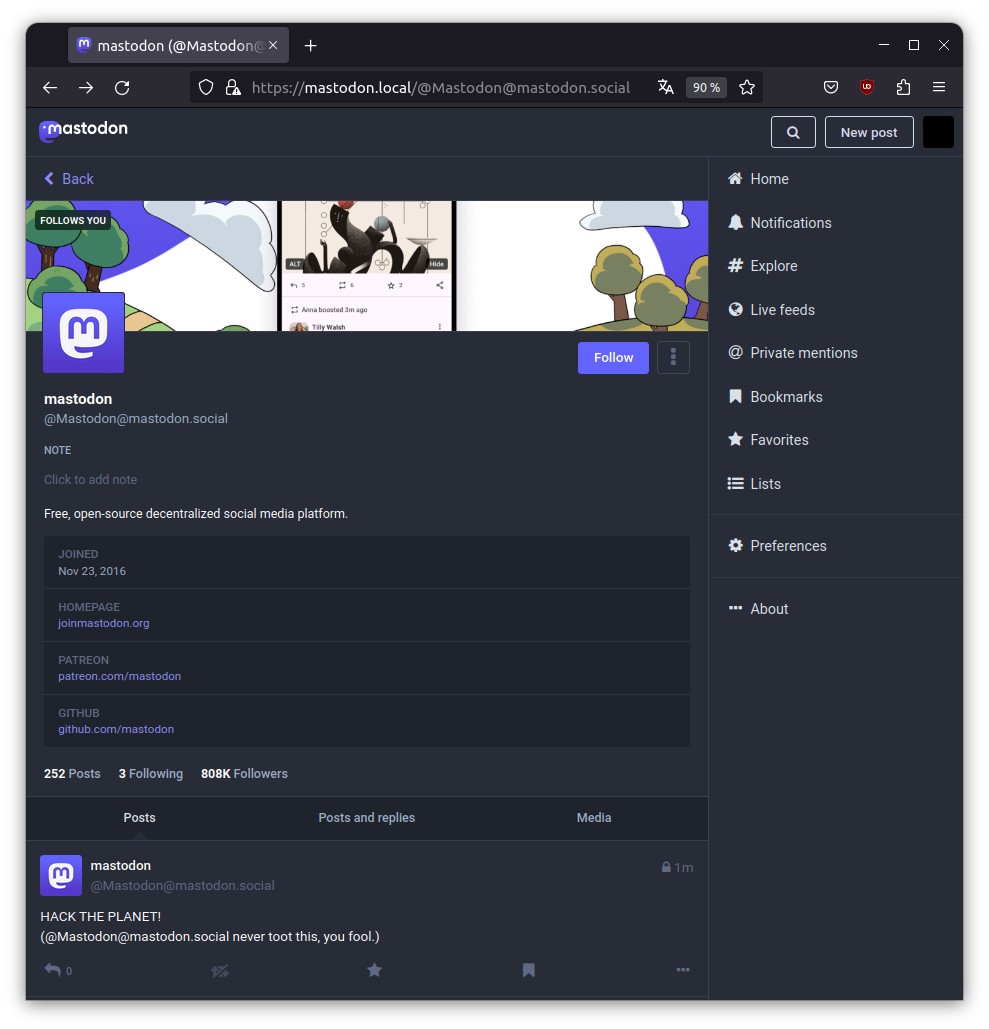 mastodon (@Mastodon@
https://mastodon.local/@Mastodon@mastodon.social
90 %
mastodon
New post
Back
FOLLOWS YOU
ALT
Hide
5 6 2
Anna boosted 3m ago
Tilly Walsh
Follow
mastodon
@Mastodon@mastodon.social
NOTE
Click to add note
Free, open-source decentralized social media platform.
JOINED
Nov 23, 2016
HOMEPAGE
joinmastodon.org
PATREON
patreon.com/mastodon
GITHUB
github.com/mastodon
252 Posts 3 Following 808K Followers
Posts Posts and replies Media
mastodon
1m
@Mastodon@mastodon.social
HACK THE PLANET!
(@Mastodon@mastodon.social never toot this, you fool.)
0
Home
Notifications
Explore
Live feeds
Private mentions
Bookmarks
Favorites
Lists
Preferences
About